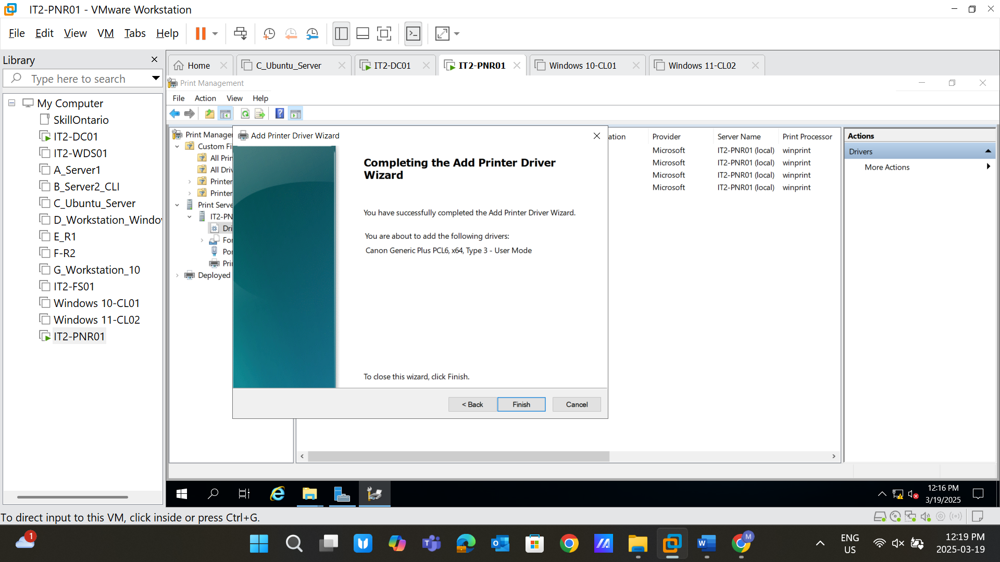 IT2-PNR01 - VMware Workstation
File Edit View VM Tabs Help
Library
Type here to search
My Computer
SkillOntario
IT2-DC01
IT2-WDS01
A_Server1
B_Server2_CLI
C_Ubuntu_Server
D_Workstation_Windo
E_R1
F-R2
G_Workstation_10
IT2-FS01
Windows 10-CL01
Windows 11-CL02
IT2-PNR01
Home C_Ubuntu_Server IT2-DC01 IT2-PNR01 Windows 10-CL01 Windows 11-CL02
Print Management
File Action View Help
Print Manager
Custom Fi
All Prin
All Driv
Printer
Printer
Print Serve
IT2-PN
Dri
For
Por
Prin
Deployed
Add Printer Driver Wizard
Completing the Add Printer Driver
Wizard
You have successfully completed the Add Printer Driver Wizard.
You are about to add the following drivers:
Canon Generic Plus PCL6, x64, Type 3 - User Mode
To close this wizard, click Finish.
< Back Finish Cancel
ation Provider Server Name Print Processor
Microsoft IT2-PNR01 (local) winprint
Microsoft IT2-PNR01 (local) winprint
Microsoft IT2-PNR01 (local) winprint
Microsoft IT2-PNR01 (local) winprint
Actions
Drivers
More Actions
12:16 PM
3/19/2025
To direct input to this VM, click inside or press Ctrl+G.
1
ENG
US
12:19 PM
2025-03-19